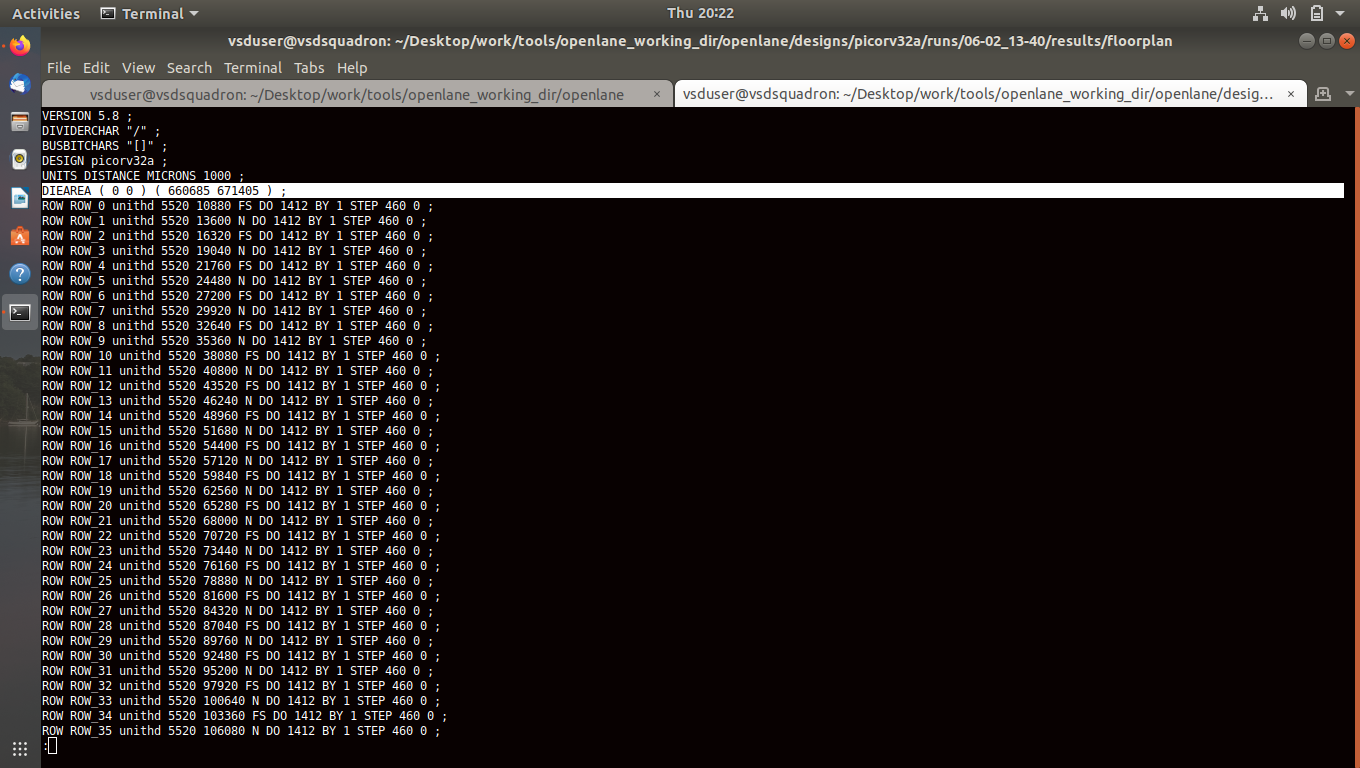 Activities
Terminal
Thu 20:22
vsduser@vsdsquadron: ~/Desktop/work/tools/openlane_working_dir/openlane/designs/picorv32a/runs/06-02_13-40/results/floorplan
File Edit View Search Terminal Tabs Help
vsduser@vsdsquadron: ~/Desktop/work/tools/openlane_working_dir/openlane ×
vsduser@vsdsquadron: ~/Desktop/work/tools/openlane_working_dir/openlane/desig... ×
VERSION 5.8 ;
DIVIDERCHAR "/" ;
BUSBITCHARS "[]" ;
DESIGN picorv32a ;
UNITS DISTANCE MICRONS 1000 ;
DIEAREA ( 0 0 ) ( 660685 671405 ) ;
ROW ROW_0 unithd 5520 10880 FS DO 1412 BY 1 STEP 460 0 ;
ROW ROW_1 unithd 5520 13600 N DO 1412 BY 1 STEP 460 0 ;
ROW ROW_2 unithd 5520 16320 FS DO 1412 BY 1 STEP 460 0 ;
ROW ROW_3 unithd 5520 19040 N DO 1412 BY 1 STEP 460 0 ;
ROW ROW_4 unithd 5520 21760 FS DO 1412 BY 1 STEP 460 0 ;
ROW ROW_5 unithd 5520 24480 N DO 1412 BY 1 STEP 460 0 ;
ROW ROW_6 unithd 5520 27200 FS DO 1412 BY 1 STEP 460 0 ;
ROW ROW_7 unithd 5520 29920 N DO 1412 BY 1 STEP 460 0 ;
ROW ROW_8 unithd 5520 32640 FS DO 1412 BY 1 STEP 460 0 ;
ROW ROW_9 unithd 5520 35360 N DO 1412 BY 1 STEP 460 0 ;
ROW ROW_10 unithd 5520 38080 FS DO 1412 BY 1 STEP 460 0 ;
ROW ROW_11 unithd 5520 40800 N DO 1412 BY 1 STEP 460 0 ;
ROW ROW_12 unithd 5520 43520 FS DO 1412 BY 1 STEP 460 0 ;
ROW ROW_13 unithd 5520 46240 N DO 1412 BY 1 STEP 460 0 ;
ROW ROW_14 unithd 5520 48960 FS DO 1412 BY 1 STEP 460 0 ;
ROW ROW_15 unithd 5520 51680 N DO 1412 BY 1 STEP 460 0 ;
ROW ROW_16 unithd 5520 54400 FS DO 1412 BY 1 STEP 460 0 ;
ROW ROW_17 unithd 5520 57120 N DO 1412 BY 1 STEP 460 0 ;
ROW ROW_18 unithd 5520 59840 FS DO 1412 BY 1 STEP 460 0 ;
ROW ROW_19 unithd 5520 62560 N DO 1412 BY 1 STEP 460 0 ;
ROW ROW_20 unithd 5520 65280 FS DO 1412 BY 1 STEP 460 0 ;
ROW ROW_21 unithd 5520 68000 N DO 1412 BY 1 STEP 460 0 ;
ROW ROW_22 unithd 5520 70720 FS DO 1412 BY 1 STEP 460 0 ;
ROW ROW_23 unithd 5520 73440 N DO 1412 BY 1 STEP 460 0 ;
ROW ROW_24 unithd 5520 76160 FS DO 1412 BY 1 STEP 460 0 ;
ROW ROW_25 unithd 5520 78880 N DO 1412 BY 1 STEP 460 0 ;
ROW ROW_26 unithd 5520 81600 FS DO 1412 BY 1 STEP 460 0 ;
ROW ROW_27 unithd 5520 84320 N DO 1412 BY 1 STEP 460 0 ;
ROW ROW_28 unithd 5520 87040 FS DO 1412 BY 1 STEP 460 0 ;
ROW ROW_29 unithd 5520 89760 N DO 1412 BY 1 STEP 460 0 ;
ROW ROW_30 unithd 5520 92480 FS DO 1412 BY 1 STEP 460 0 ;
ROW ROW_31 unithd 5520 95200 N DO 1412 BY 1 STEP 460 0 ;
ROW ROW_32 unithd 5520 97920 FS DO 1412 BY 1 STEP 460 0 ;
ROW ROW_33 unithd 5520 100640 N DO 1412 BY 1 STEP 460 0 ;
ROW ROW_34 unithd 5520 103360 FS DO 1412 BY 1 STEP 460 0 ;
ROW ROW_35 unithd 5520 106080 N DO 1412 BY 1 STEP 460 0 ;
: